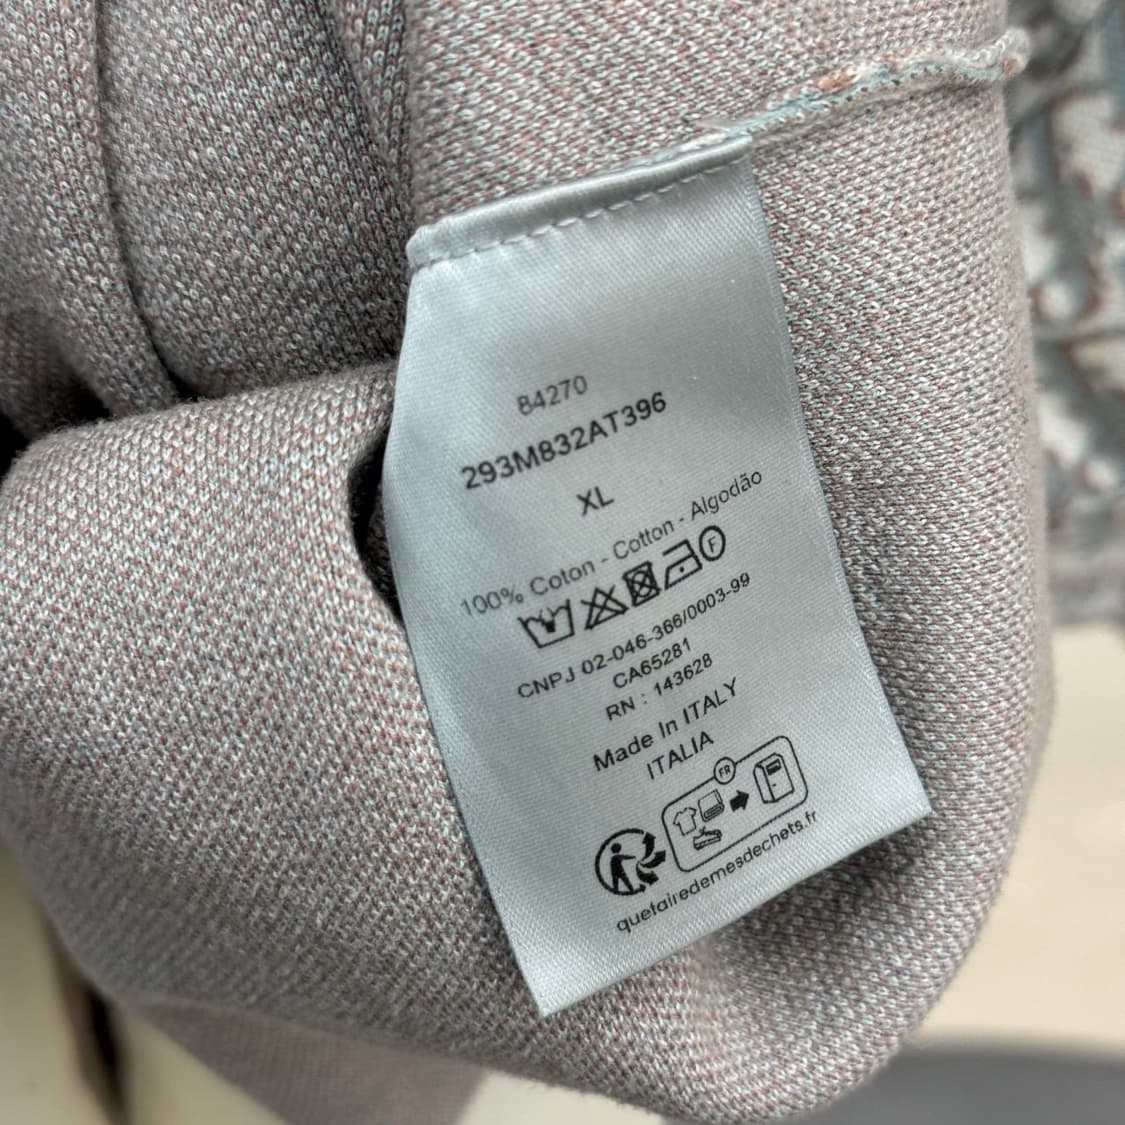 84270
293M832AT396
XL
100% Coton - Cotton - Algodão
F
CNPJ 02-046-366/0003-99
CA65281
RN : 143628
Made In ITALY
ITALIA
FR
quefairedemesdechets.fr